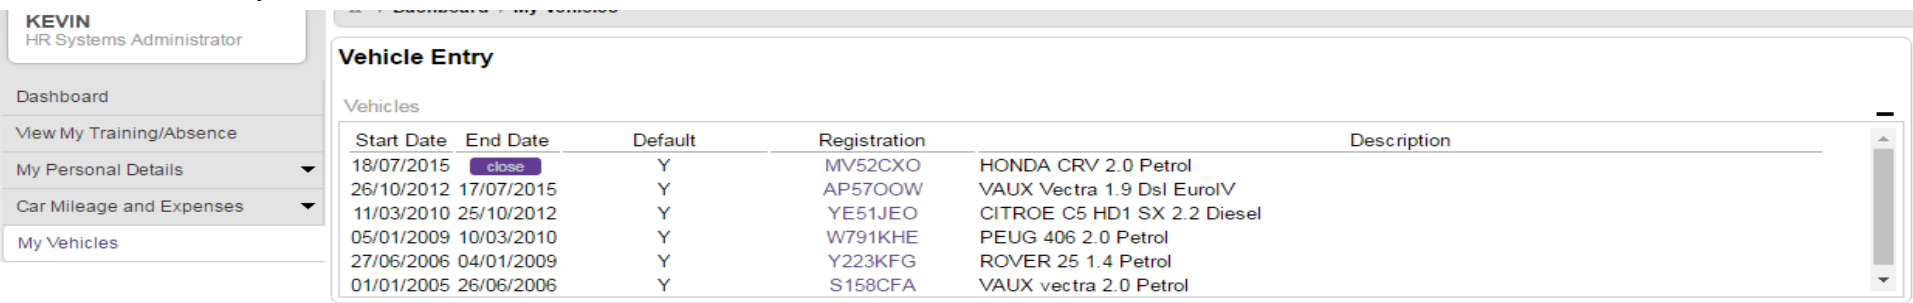 KEVIN
HR Systems Administrator
Dashboard
View My Training/Absence
My Personal Details
Car Mileage and Expenses
My Vehicles
Dashboard My Vehicles
Vehicle Entry
Vehicles
Start Date End Date Default Registration Description
18/07/2015 close Y MV52CXO HONDA CRV 2.0 Petrol
26/10/2012 17/07/2015 Y AP57OOW VAUX Vectra 1.9 Dsl EuroIV
11/03/2010 25/10/2012 Y YE51JEO CITROE C5 HD1 SX 2.2 Diesel
05/01/2009 10/03/2010 Y W791KHE PEUG 406 2.0 Petrol
27/06/2006 04/01/2009 Y Y223KFG ROVER 25 1.4 Petrol
01/01/2005 26/06/2006 Y S158CFA VAUX vectra 2.0 Petrol